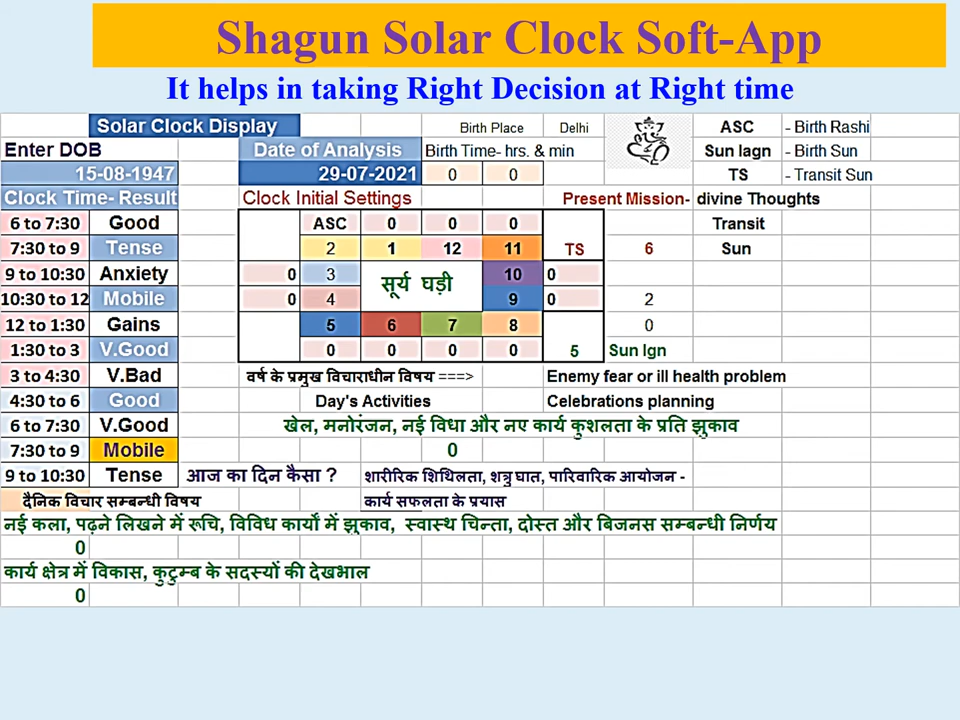 Shagun Solar Clock Soft-App
It helps in taking Right Decision at Right time
Solar Clock Display Birth Place Delhi ASC - Birth Rashi
Enter DOB Date of Analysis Birth Time- hrs. & min Sun lagn - Birth Sun
15-08-1947 29-07-2021 0 0 TS - Transit Sun
Clock Time- Result Clock Initial Settings Present Mission- divine Thoughts
6 to 7:30 Good ASC 0 0 0 Transit
7:30 to 9 Tense 2 1 12 11 TS 6 Sun
9 to 10:30 Anxiety 0 3 सूर्य घड़ी 10 0
10:30 to 12 Mobile 0 4 9 0 2
12 to 1:30 Gains 5 6 7 8 0
1:30 to 3 V.Good 0 0 0 0 5 Sun lgn
3 to 4:30 V.Bad वर्ष के प्रमुख विचाराधीन विषय ===> Enemy fear or ill health problem
4:30 to 6 Good Day's Activities Celebrations planning
6 to 7:30 V.Good खेल, मनोरंजन, नई विधा और नए कार्य कुशलता के प्रति झुकाव
7:30 to 9 Mobile 0
9 to 10:30 Tense आज का दिन कैसा ? शारीरिक शिथिलता, शत्रु घात, पारिवारिक आयोजन -
दैनिक विचार सम्बन्धी विषय कार्य सफलता के प्रयास
नई कला, पढ़ने लिखने में रूचि, विविध कार्यों में झुकाव, स्वास्थ चिन्ता, दोस्त और बिजनस सम्बन्धी निर्णय
0
कार्य क्षेत्र में विकास, कुटुम्ब के सदस्यों की देखभाल
0